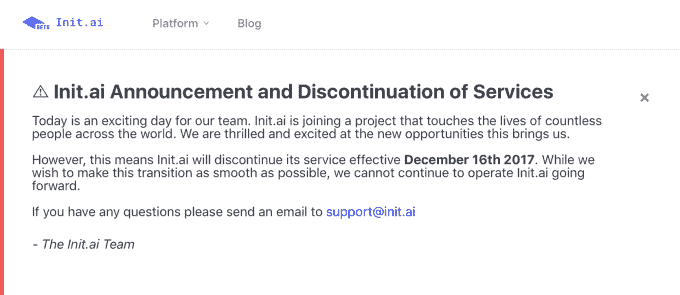 BETA Init.ai Platform Blog
⚠ Init.ai Announcement and Discontinuation of Services ×
Today is an exciting day for our team. Init.ai is joining a project that touches the lives of countless
people across the world. We are thrilled and excited at the new opportunities this brings us.
However, this means Init.ai will discontinue its service effective December 16th 2017. While we
wish to make this transition as smooth as possible, we cannot continue to operate Init.ai going
forward.
If you have any questions please send an email to support@init.ai
- The Init.ai Team